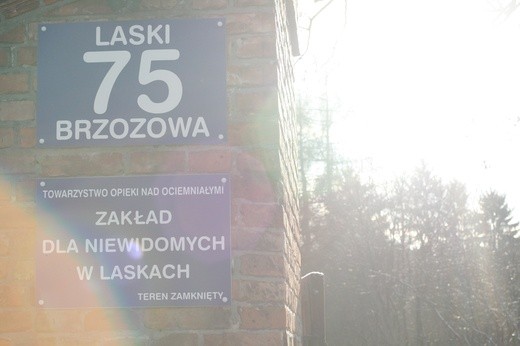 LASKI
75
BRZOZOWA
TOWARZYSTWO OPIEKI NAD OCIEMNIAŁYMI
ZAKŁAD
DLA NIEWIDOMYCH
W LASKACH
TEREN ZAMKNIĘTY